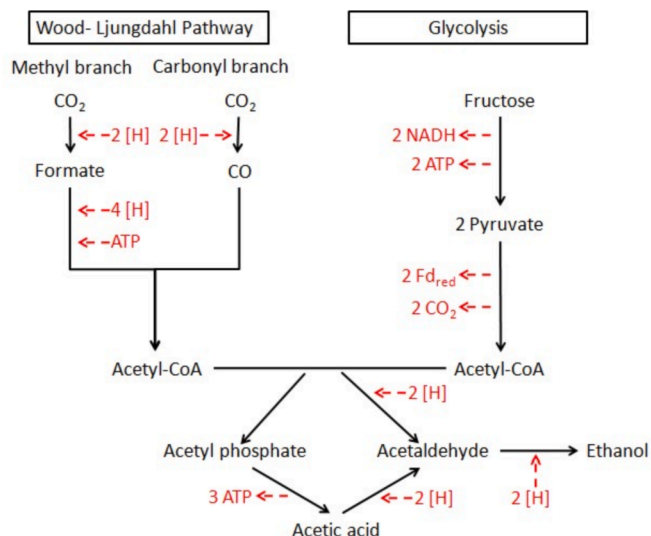 Wood- Ljungdahl Pathway
Glycolysis
Methyl branch
Carbonyl branch
CO₂
CO₂
Fructose
2 [H]
2 [H]
2 NADH
2 ATP
Formate
CO
4 [H]
ATP
2 Pyruvate
2 Fdred
2 CO₂
Acetyl-CoA
Acetyl-CoA
2 [H]
Acetyl phosphate
Acetaldehyde
Ethanol
3 ATP
2 [H]
2 [H]
Acetic acid